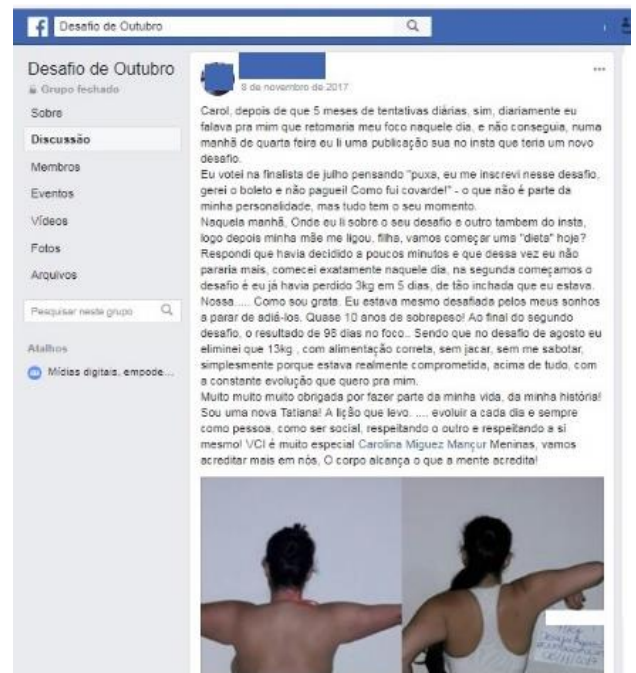 Desafio de Outubro
Desafio de Outubro
Grupo fechado
Sobre
Discussão
Membros
Eventos
Vídeos
Fotos
Arquivos
Pesquisar neste grupo
Atalhos
Mídias digitais, empode...
8 de novembro de 2017
Carol, depois de que 5 meses de tentativas diárias, sim, diariamente eu
falava pra mim que retomaria meu foco naquele dia, e não conseguia, numa
manhã de quarta feira eu li uma publicação sua no insta que teria um novo
desafio.
Eu votei na finalista de julho pensando "puxa, eu me inscrevi nesse desafio,
gerei o boleto e não paguei! Como fui covarde!" - o que não é parte da
minha personalidade, mas tudo tem o seu momento.
Naquela manhã, Onde eu li sobre o seu desafio e outro tambem do insta,
logo depois minha mãe me ligou, filha, vamos começar uma "dieta" hoje?
Respondi que havia decidido a poucos minutos e que dessa vez eu não
pararia mais, comecei exatamente naquele dia, na segunda começamos o
desafio é eu já havia perdido 3kg em 5 dias, de tão inchada que eu estava.
Nossa..... Como sou grata. Eu estava mesmo desafiada pelos meus sonhos
a parar de adiá-los. Quase 10 anos de sobrepeso! Ao final do segundo
desafio, o resultado de 98 dias no foco.. Sendo que no desafio de agosto eu
eliminei que 13kg , com alimentação correta, sem jacar, sem me sabotar,
simplesmente porque estava realmente comprometida, acima de tudo, com
a constante evolução que quero pra mim.
Muito muito muito obrigada por fazer parte da minha vida, da minha história!
Sou uma nova Tatiana! A lição que levo. .... evoluir a cada dia e sempre
como pessoa, como ser social, respeitando o outro e respeitando a si
mesmo! VCI é muito especial Carolina Miguez Mançur Meninas, vamos
acreditar mais em nós, O corpo alcança o que a mente acredita!